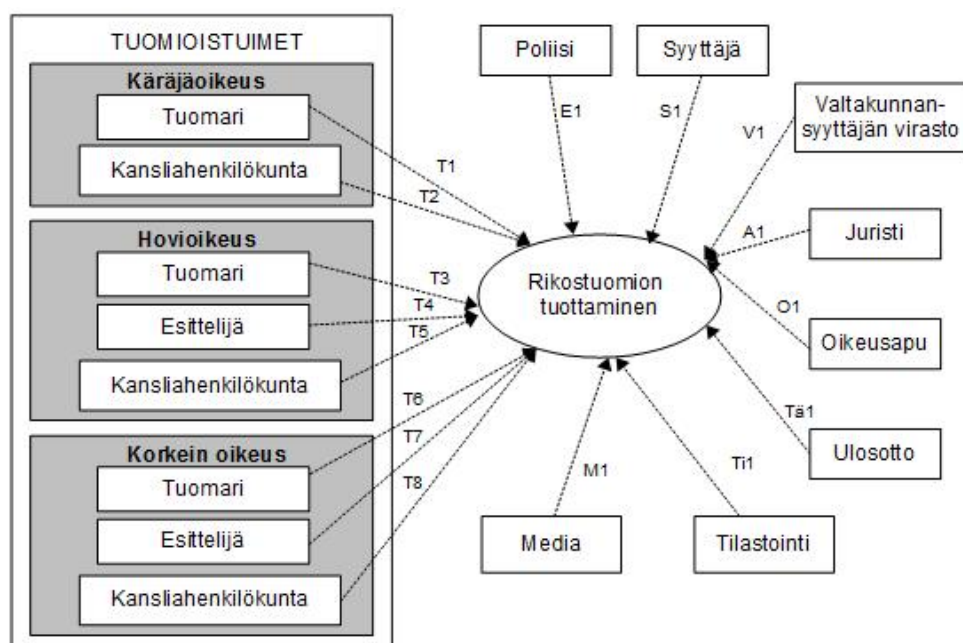 TUOMIOISTUIMET
Käräjäoikeus
Tuomari
Kansliahenkilökunta
Hovioikeus
Tuomari
Esittelijä
Kansliahenkilökunta
Korkein oikeus
Tuomari
Esittelijä
Kansliahenkilökunta
T1
T2
T3
T4
T5
T6
T7
T8
Poliisi
Syyttäjä
Valtakunnan-
syyttäjän virasto
E1
S1
V1
A1
Juristi
Rikostuomion
tuottaminen
O1
Oikeusapu
Tä1
Ulosotto
M1
Ti1
Media
Tilastointi